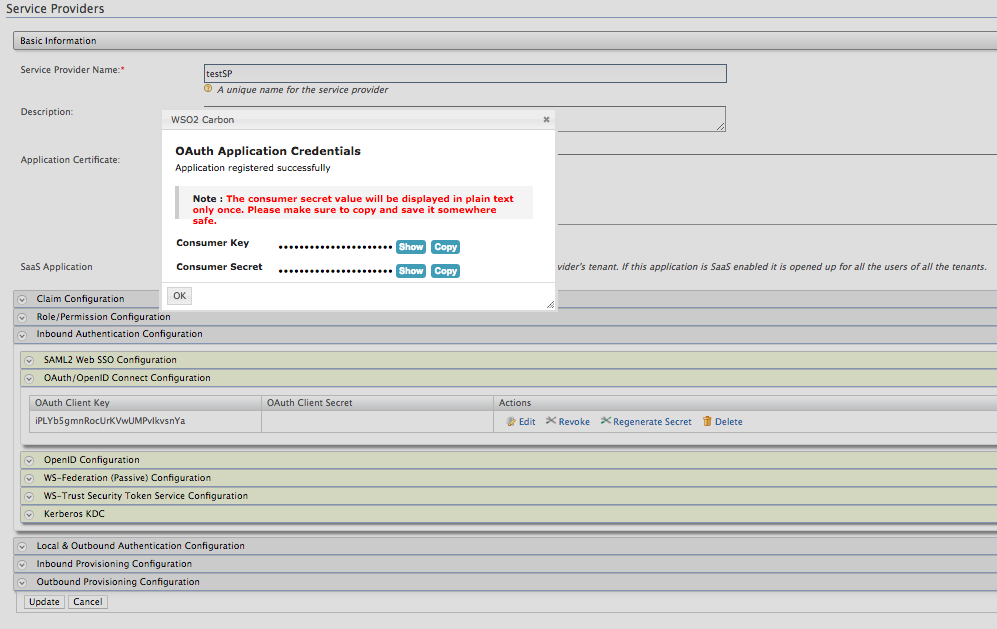 Service Providers
Basic Information
Service Provider Name:*
testSP
A unique name for the service provider
Description:
WSO2 Carbon
OAuth Application Credentials
Application registered successfully
Application Certificate:
Note : The consumer secret value will be displayed in plain text
only once. Please make sure to copy and save it somewhere
safe.
Consumer Key •••••••••••••••••••••• Show Copy
Consumer Secret •••••••••••••••••••••• Show Copy
SaaS Application
vider's tenant. If this application is SaaS enabled it is opened up for all the users of all the tenants.
OK
Claim Configuration
Role/Permission Configuration
Inbound Authentication Configuration
SAML2 Web SSO Configuration
OAuth/OpenID Connect Configuration
OAuth Client Key OAuth Client Secret Actions
iPLYb5gmnRocUrKVwUMPvlkvsnYa Edit Revoke Regenerate Secret Delete
OpenID Configuration
WS-Federation (Passive) Configuration
WS-Trust Security Token Service Configuration
Kerberos KDC
Local & Outbound Authentication Configuration
Inbound Provisioning Configuration
Outbound Provisioning Configuration
Update Cancel